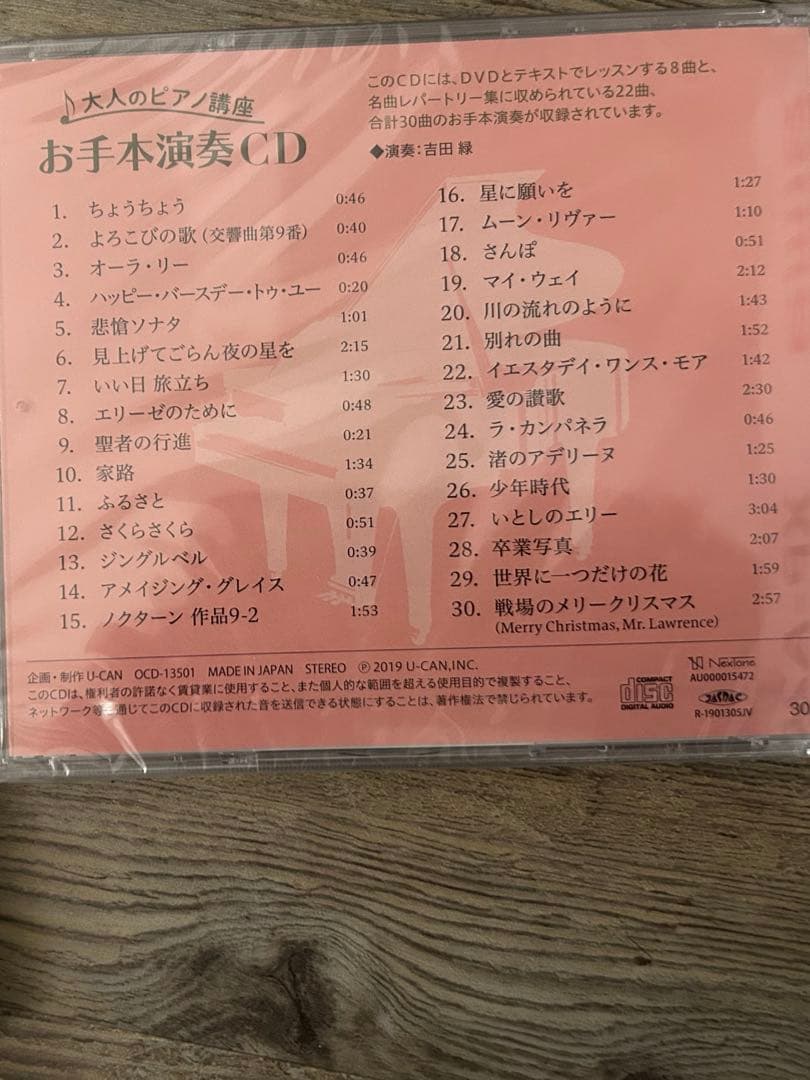 大人のピアノ講座
お手本演奏CD
このCDには、DVDとテキストでレッスンする8曲と、
名曲レパートリー集に収められている22曲、
合計30曲のお手本演奏が収録されています。
◆演奏：吉田 緑
1. ちょうちょう 0:46
2. よろこびの歌（交響曲第9番） 0:40
3. オーラ・リー 0:46
4. ハッピー・バースデー・トゥ・ユー 0:20
5. 悲愴ソナタ 1:01
6. 見上げてごらん夜の星を 2:15
7. いい日 旅立ち 1:30
8. エリーゼのために 0:48
9. 聖者の行進 0:21
10. 家路 1:34
11. ふるさと 0:37
12. さくらさくら 0:51
13. ジングルベル 0:39
14. アメイジング・グレイス 0:47
15. ノクターン 作品9-2 1:53
16. 星に願いを 1:27
17. ムーン・リヴァー 1:10
18. さんぽ 0:51
19. マイ・ウェイ 2:12
20. 川の流れのように 1:43
21. 別れの曲 1:52
22. イエスタデイ・ワンス・モア 1:42
23. 愛の讃歌 2:30
24. ラ・カンパネラ 0:46
25. 渚のアデリーヌ 1:25
26. 少年時代 1:30
27. いとしのエリー 3:04
28. 卒業写真 2:07
29. 世界に一つだけの花 1:59
30. 戦場のメリークリスマス 2:57
(Merry Christmas, Mr. Lawrence)
企画・制作 U-CAN OCD-13501 MADE IN JAPAN STEREO Ⓟ 2019 U-CAN,INC.
このCDは、権利者の許諾なく賃貸業に使用すること、また個人的な範囲を超える使用目的で複製すること、
ネットワーク等 通じてこのCDに収録された音を送信できる状態にすることは、著作権法で禁じられています。
COMPACT
disc
DIGITAL AUDIO
NexTone
AU000015472
JASRAC
R-1901305JV
30